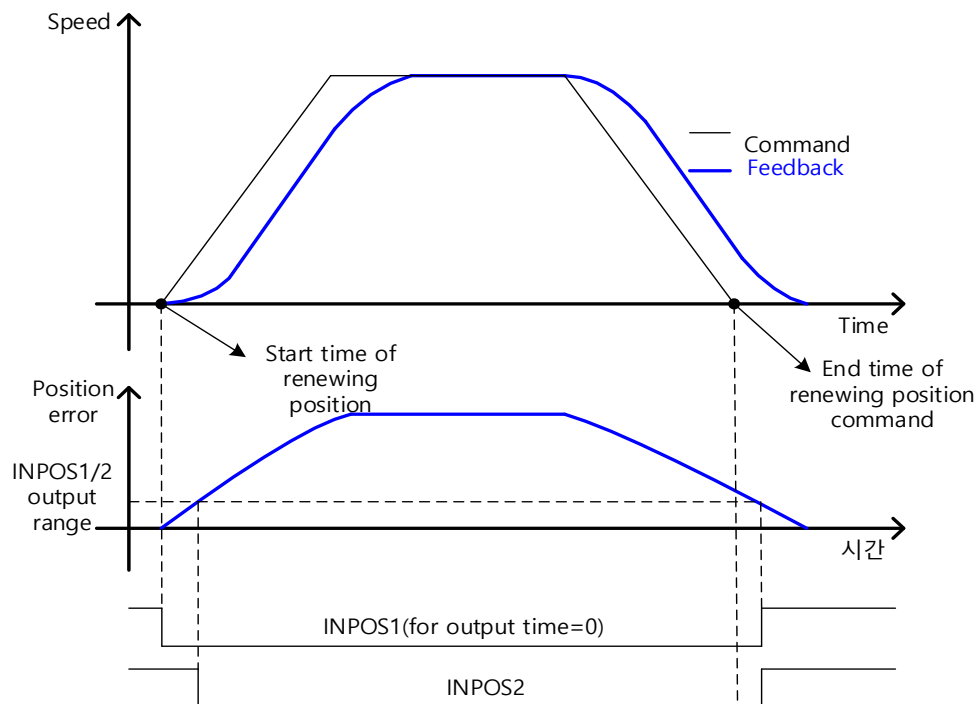 Speed
Command
Feedback
Time
Start time of
renewing
position
End time of
renewing position
command
Position
error
INPOS1/2
output
range
시간
INPOS1(for output time=0)
INPOS2